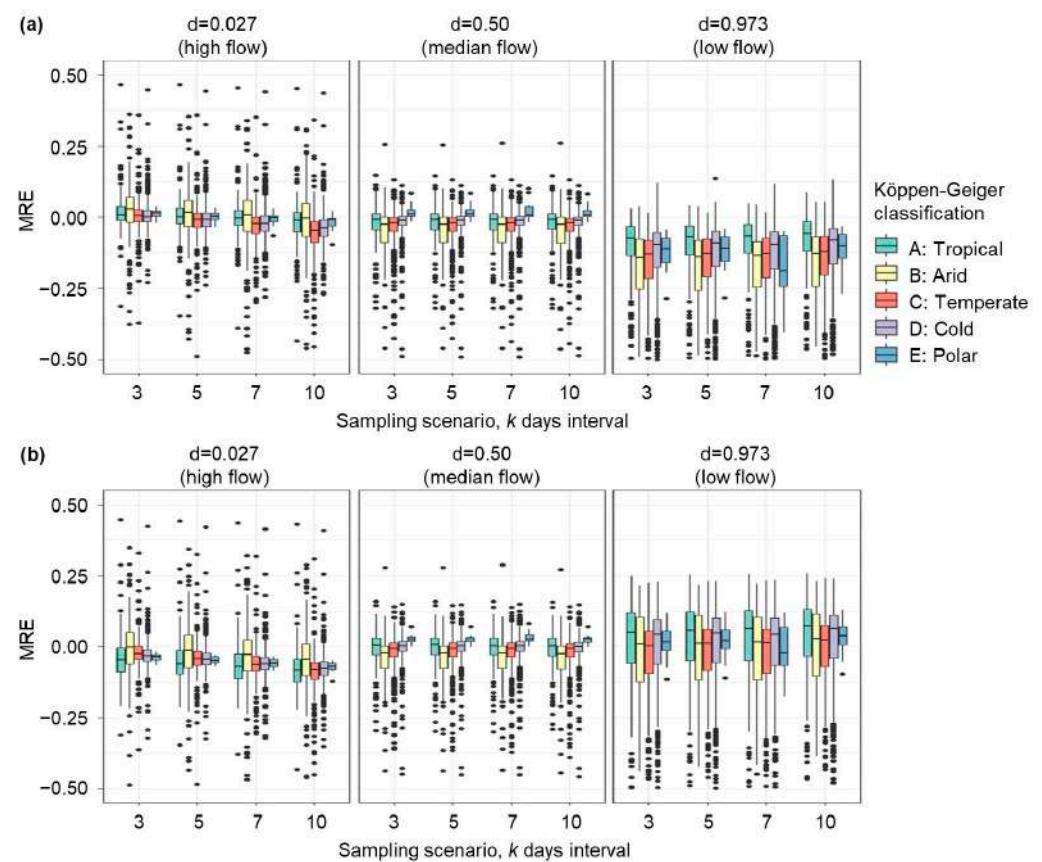 (a)
d=0.027
(high flow)
d=0.50
(median flow)
d=0.973
(low flow)
MRE
0.50
0.25
0.00
−0.25
−0.50
3 5 7 10
3 5 7 10
3 5 7 10
Sampling scenario, k days interval
Köppen-Geiger
classification
A: Tropical
B: Arid
C: Temperate
D: Cold
E: Polar
(b)
d=0.027
(high flow)
d=0.50
(median flow)
d=0.973
(low flow)
MRE
0.50
0.25
0.00
−0.25
−0.50
3 5 7 10
3 5 7 10
3 5 7 10
Sampling scenario, k days interval